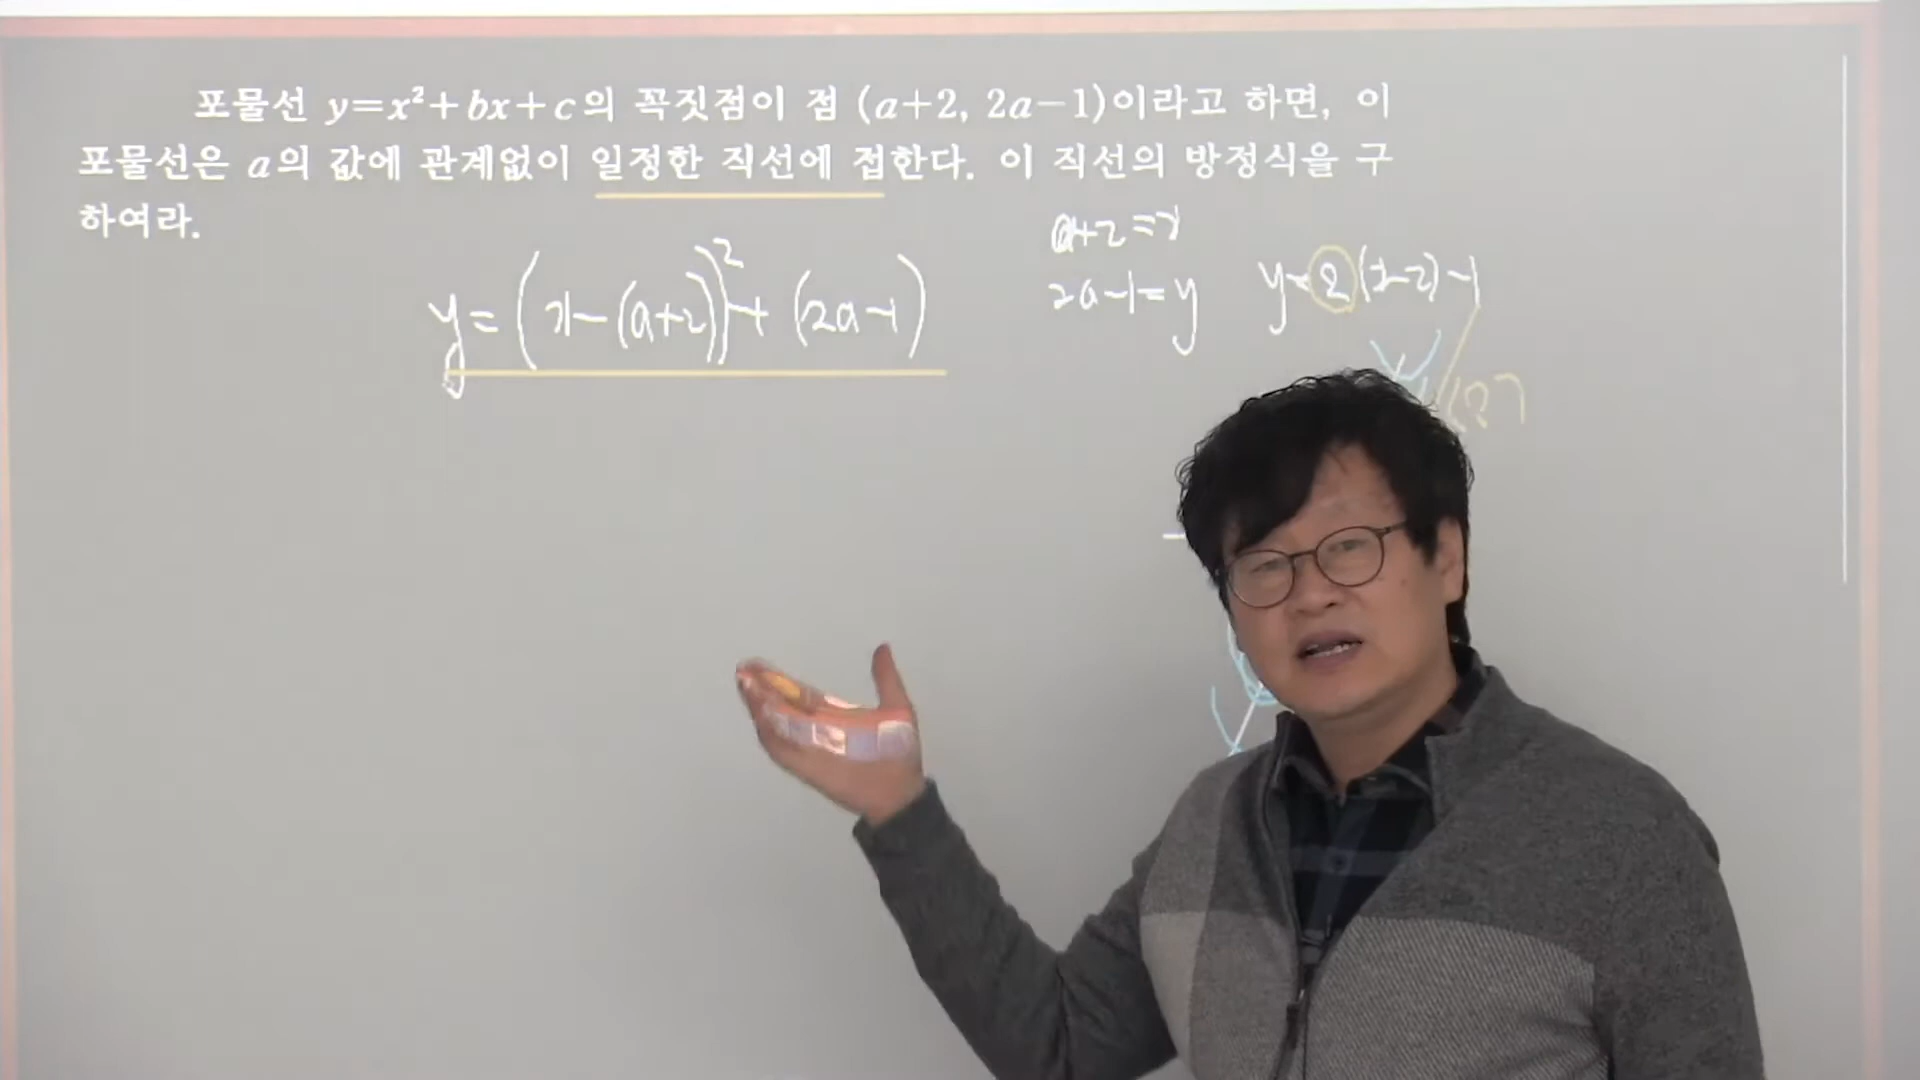 포물선 y=x²+bx+c의 꼭짓점이 점 (a+2, 2a-1)이라고 하면, 이
포물선은 a의 값에 관계없이 일정한 직선에 접한다. 이 직선의 방정식을 구
하여라.
a+2=x
2a-1=y y=2(x-2)-1
y=(x-(a+2))²+(2a-1)